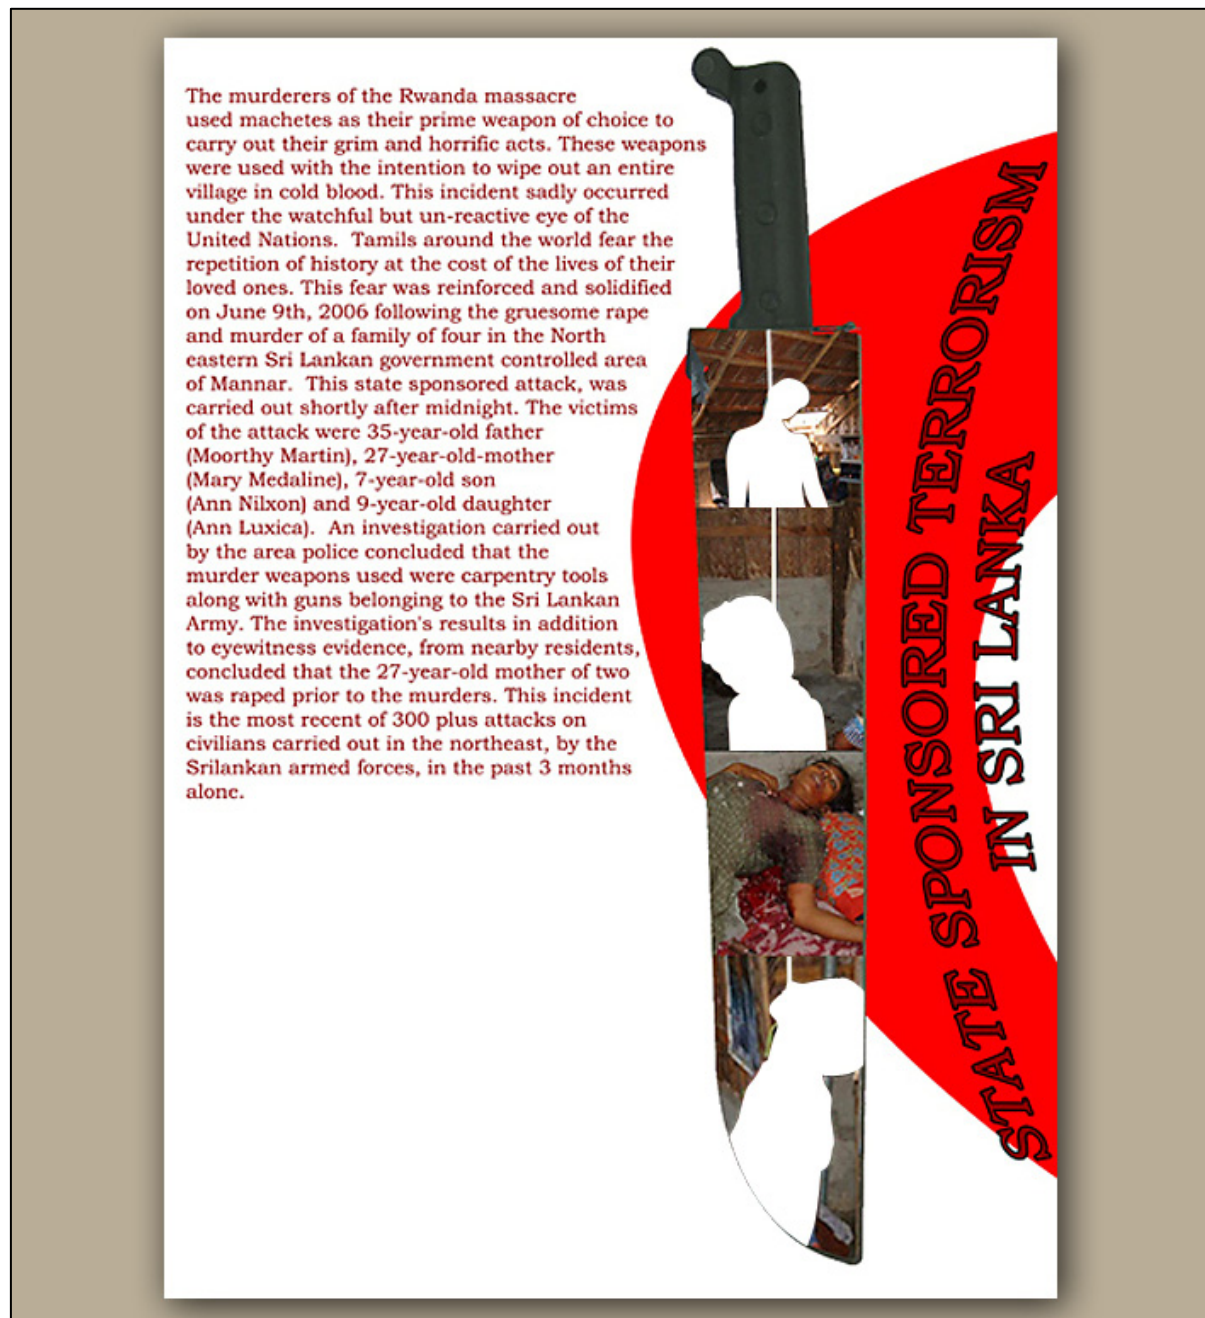 The murderers of the Rwanda massacre
used machetes as their prime weapon of choice to
carry out their grim and horrific acts. These weapons
were used with the intention to wipe out an entire
village in cold blood. This incident sadly occurred
under the watchful but un-reactive eye of the
United Nations.  Tamils around the world fear the
repetition of history at the cost of the lives of their
loved ones. This fear was reinforced and solidified
on June 9th, 2006 following the gruesome rape
and murder of a family of four in the North
eastern Sri Lankan government controlled area
of Mannar.  This state sponsored attack, was
carried out shortly after midnight. The victims
of the attack were 35-year-old father
(Moorthy Martin), 27-year-old-mother
(Mary Medaline), 7-year-old son
(Ann Nilxon) and 9-year-old daughter
(Ann Luxica).  An investigation carried out
by the area police concluded that the
murder weapons used were carpentry tools
along with guns belonging to the Sri Lankan
Army. The investigation's results in addition
to eyewitness evidence, from nearby residents,
concluded that the 27-year-old mother of two
was raped prior to the murders. This incident
is the most recent of 300 plus attacks on
civilians carried out in the northeast, by the
Srilankan armed forces, in the past 3 months
alone.
STATE SPONSORED TERRORISM
IN SRI LANKA